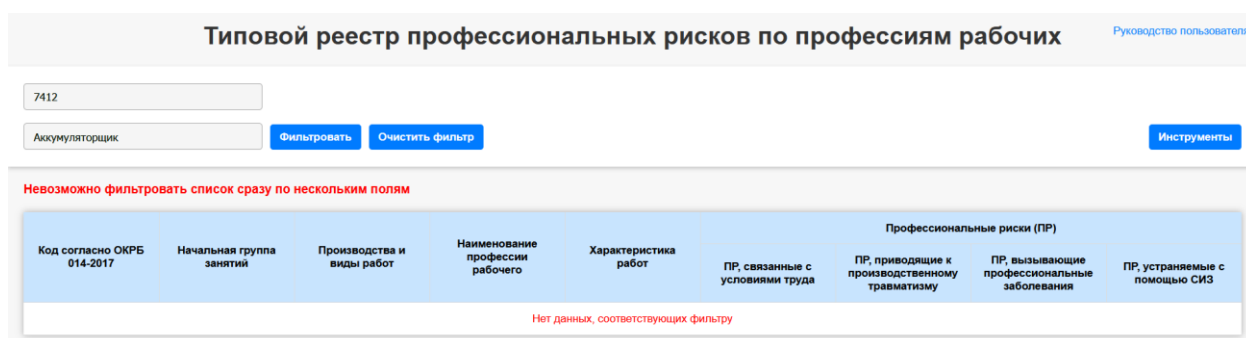 Типовой реестр профессиональных рисков по профессиям рабочих
Руководство пользователя
7412
Аккумуляторщик
Фильтровать
Очистить фильтр
Инструменты
Невозможно фильтровать список сразу по нескольким полям
Код согласно ОКРБ
014-2017
Начальная группа
занятий
Производства и
виды работ
Наименование
профессии
рабочего
Характеристика
работ
Профессиональные риски (ПР)
ПР, связанные с
условиями труда
ПР, приводящие к
производственному
травматизму
ПР, вызывающие
профессиональные
заболевания
ПР, устраняемые с
помощью СИЗ
Нет данных, соответствующих фильтру